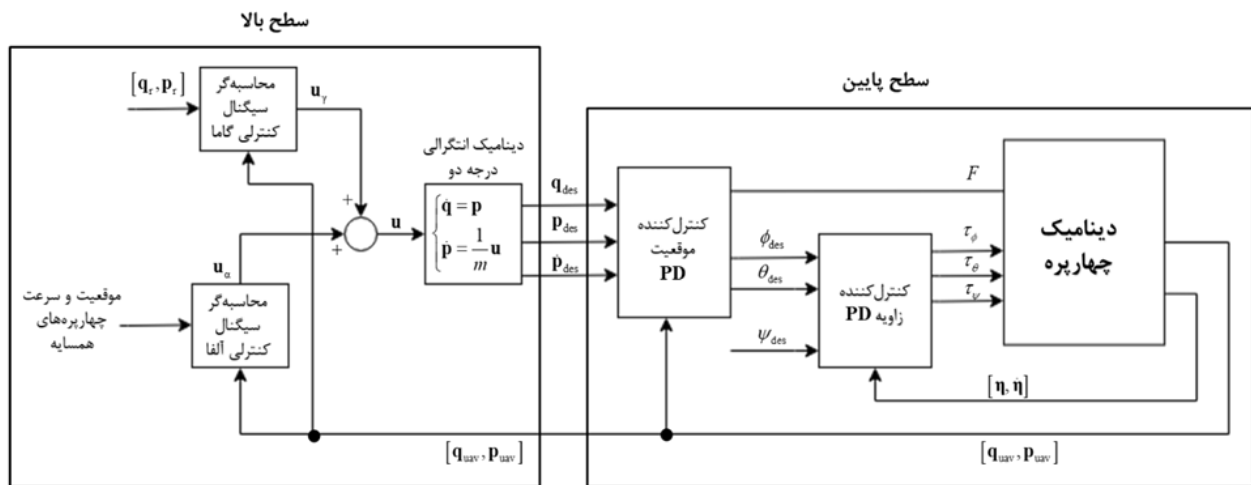 سطح بالا
[q_r, p_r]
محاسبه‌گر
سیگنال
کنترلی گاما
u_γ
+
+
u
u_α
موقعیت و سرعت
چهارپره‌های
همسایه
محاسبه‌گر
سیگنال
کنترلی آلفا
دینامیک انتگرالی
درجه دو
q̇ = p
ṗ = 1/m u
q_des
p_des
ṗ_des
[q_uav, p_uav]
سطح پایین
کنترل‌کننده
موقعیت
PD
F
ϕ_des
θ_des
ψ_des
کنترل‌کننده
زاویه PD
τ_ϕ
τ_θ
τ_ψ
دینامیک
چهارپره
[η, η̇]
[q_uav, p_uav]